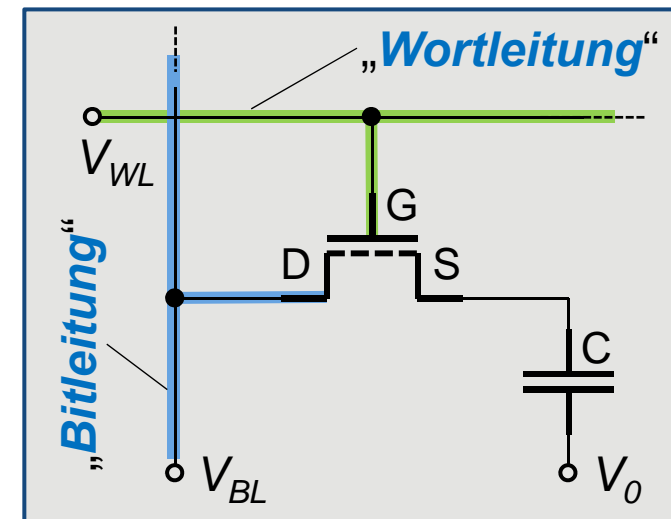 „Wortleitung“
V_WL
G
D
S
„Bitleitung“
C
V_BL
V_0